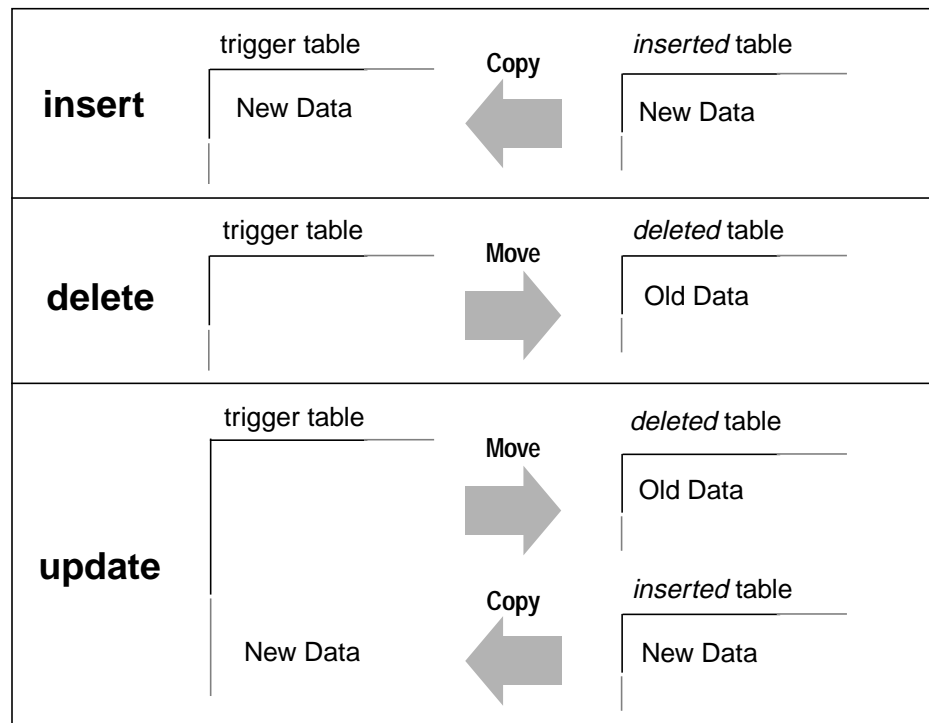 trigger table
Copy
inserted table
insert
New Data
New Data
trigger table
Move
deleted table
delete
Old Data
trigger table
Move
deleted table
Old Data
update
Copy
inserted table
New Data
New Data